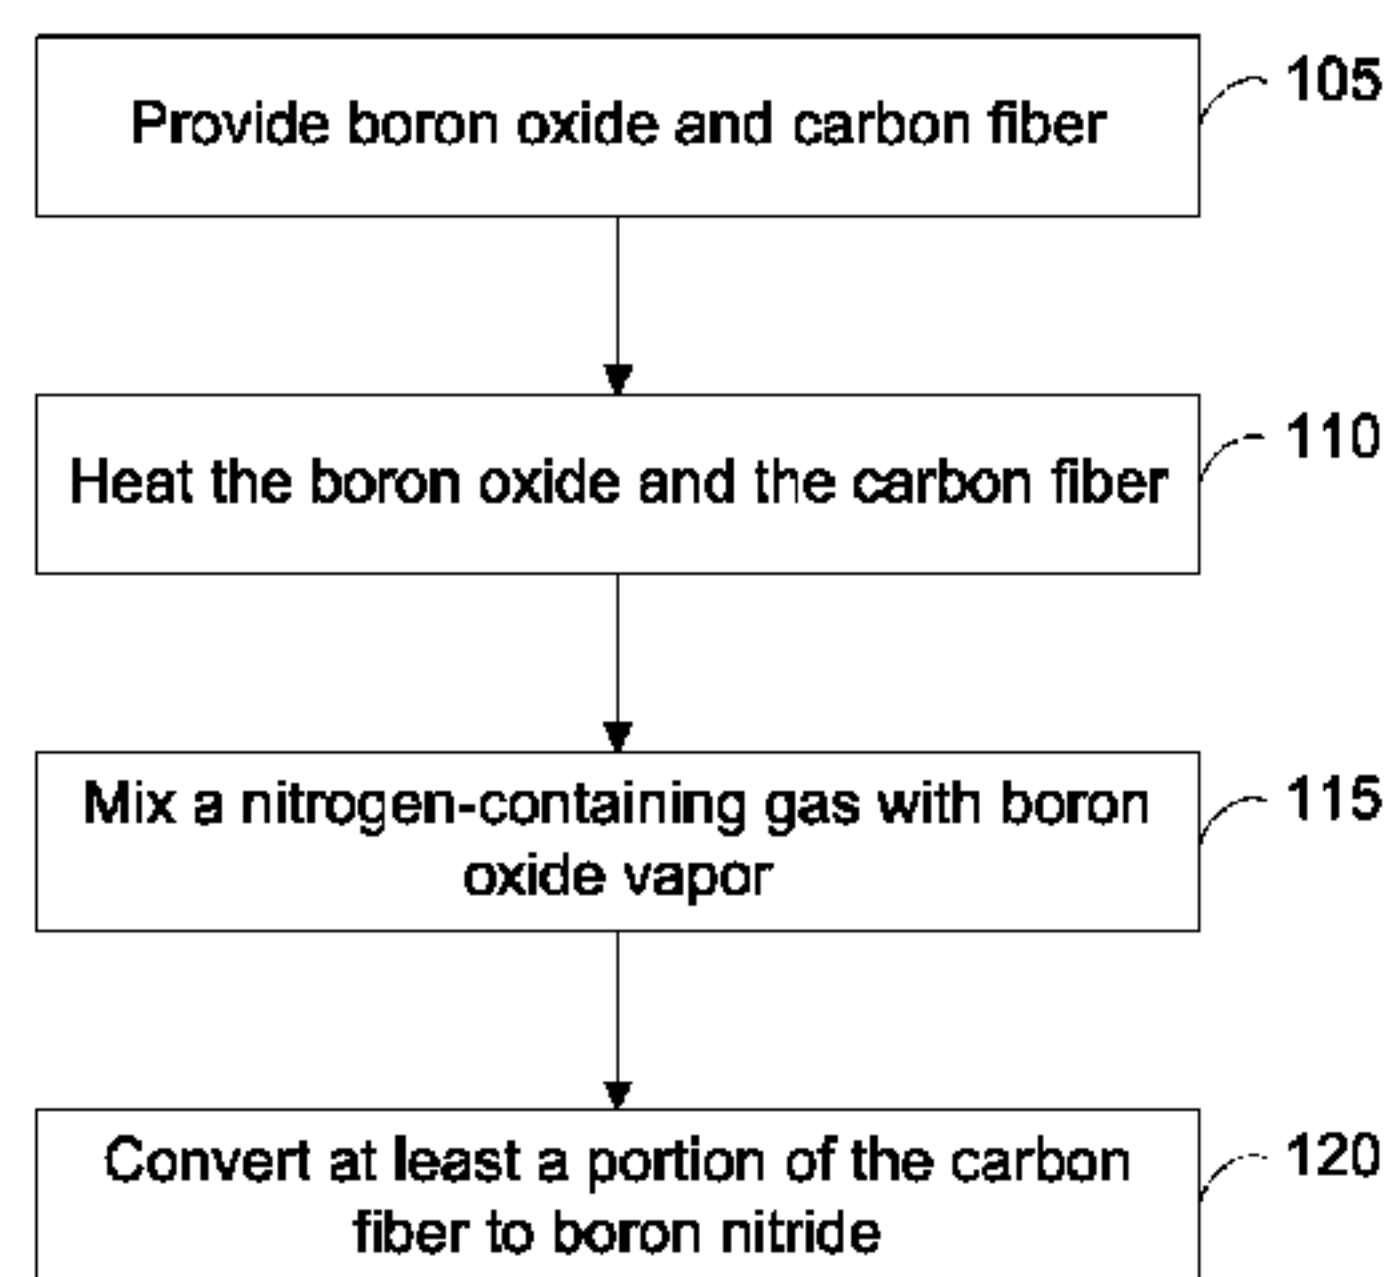 Provide boron oxide and carbon fiber
105
Heat the boron oxide and the carbon fiber
110
Mix a nitrogen-containing gas with boron
oxide vapor
115
Convert at least a portion of the carbon
fiber to boron nitride
120